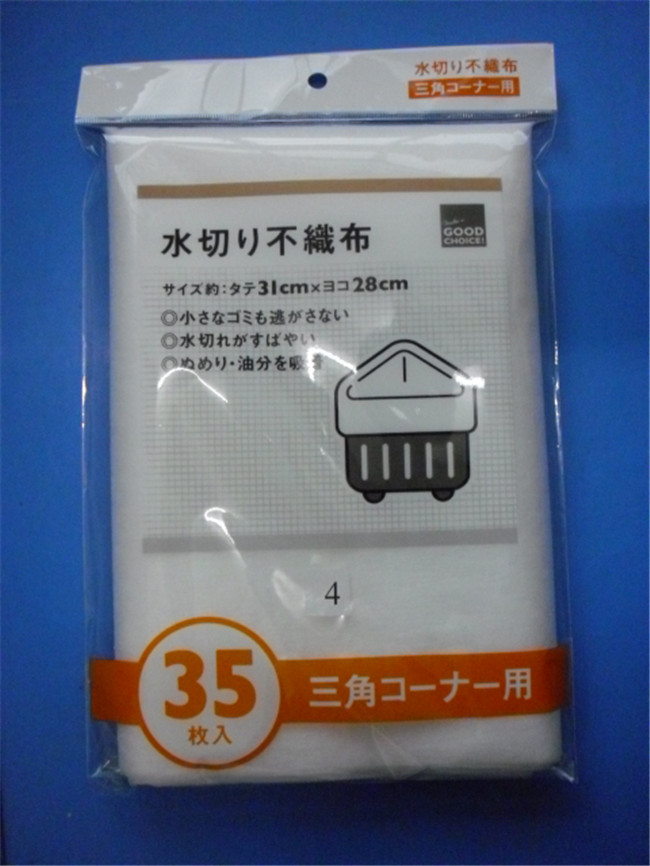 水切り不織布
三角コーナー用
水切り不織布
GOOD
CHOICE!
サイズ約:タテ31cm×ヨコ28cm
◎小さなゴミも逃がさない
◎水切れがすばやい
◎ぬめり・油分を吸着
4
35
枚入
三角コーナー用